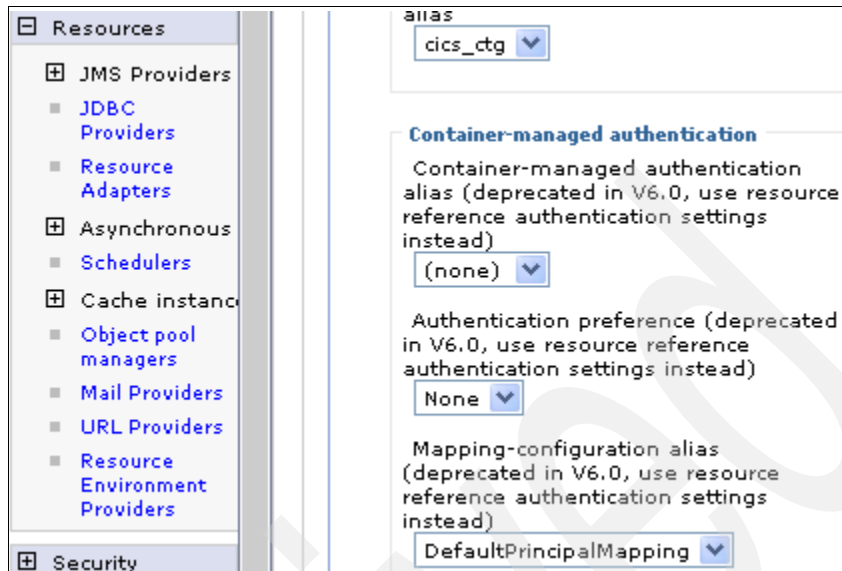 Resources
JMS Providers
JDBC
Providers
Resource
Adapters
Asynchronous
Schedulers
Cache instanc
Object pool
managers
Mail Providers
URL Providers
Resource
Environment
Providers
Security
alias
cics_ctg
Container-managed authentication
Container-managed authentication
alias (deprecated in V6.0, use resource
reference authentication settings
instead)
(none)
Authentication preference (deprecated
in V6.0, use resource reference
authentication settings instead)
None
Mapping-configuration alias
(deprecated in V6.0, use resource
reference authentication settings
instead)
DefaultPrincipalMapping